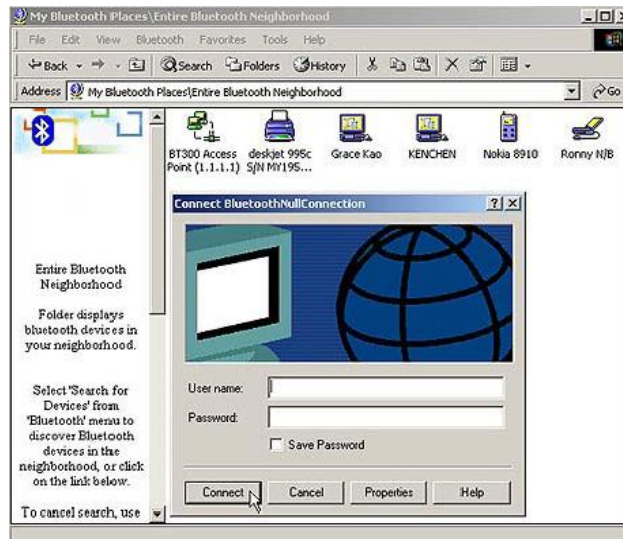 My Bluetooth Places\Entire Bluetooth Neighborhood
File Edit View Bluetooth Favorites Tools Help
Back Search Folders History
Address My Bluetooth Places\Entire Bluetooth Neighborhood Go
BT300 Access
Point (1.1.1.1)
deskjet 995c
S/N MY195...
Grace Kao
KENCHEN
Nokia 8910
Ronny N/B
Entire Bluetooth
Neighborhood
Folder displays
bluetooth devices in
your neighborhood.
Select 'Search for
Devices' from
'Bluetooth' menu to
discover Bluetooth
devices in the
neighborhood, or click
on the link below.
To cancel search, use
Connect BluetoothNullConnection
User name:
Password:
Save Password
Connect Cancel Properties Help